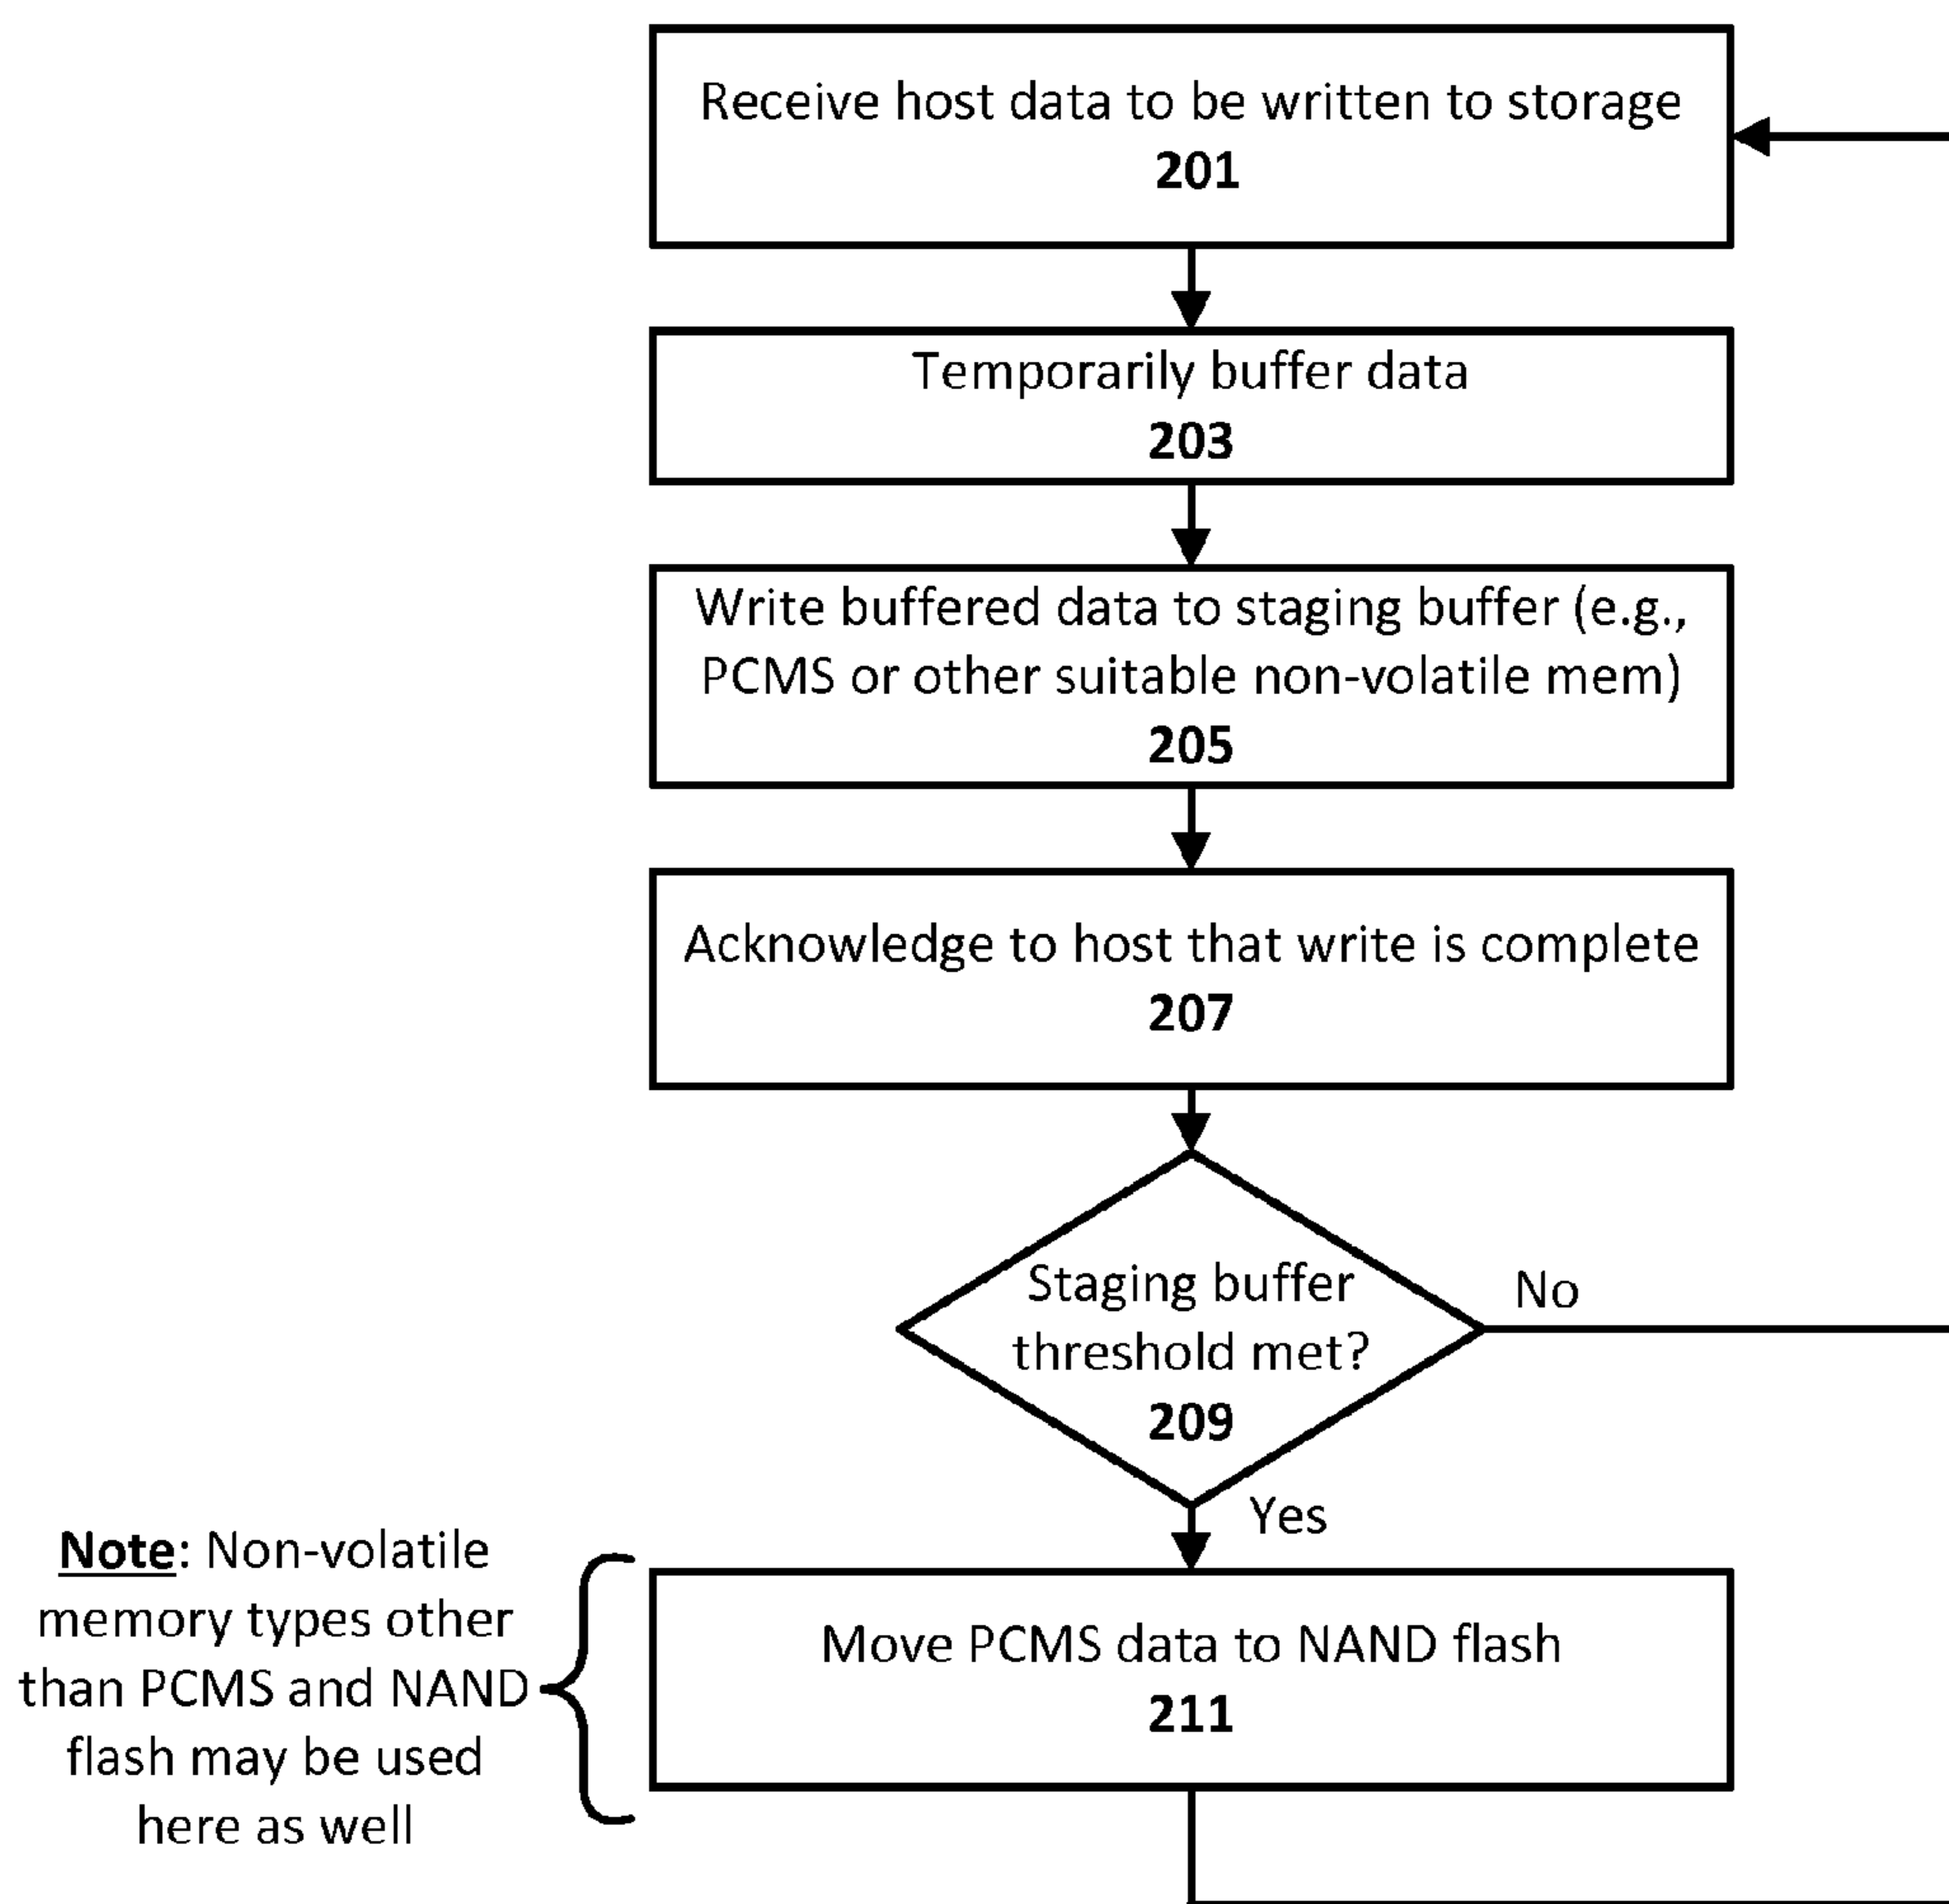 Receive host data to be written to storage
201
Temporarily buffer data
203
Write buffered data to staging buffer (e.g.,
PCMS or other suitable non-volatile mem)
205
Acknowledge to host that write is complete
207
Staging buffer
threshold met?
209
No
Yes
Note: Non-volatile
memory types other
than PCMS and NAND
flash may be used
here as well
Move PCMS data to NAND flash
211